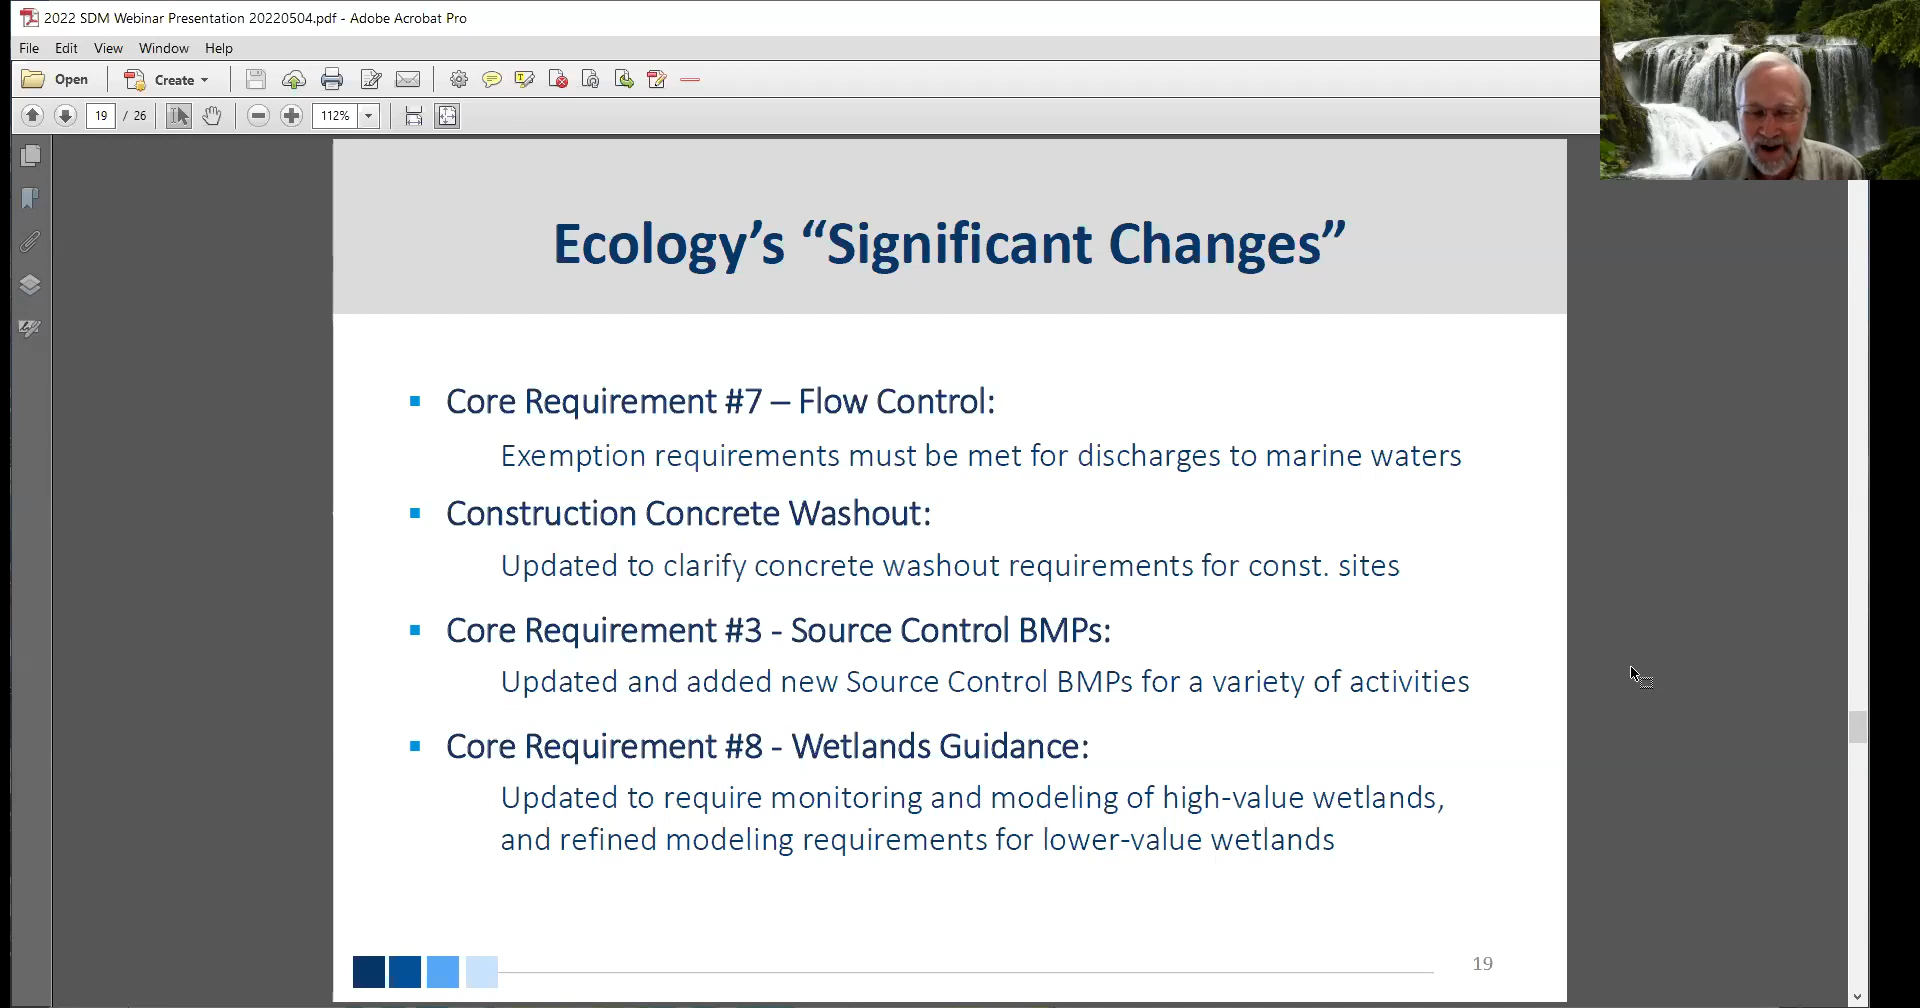 2022 SDM Webinar Presentation 20220504.pdf - Adobe Acrobat Pro
File Edit View Window Help
Open Create
19 / 26 112%
Ecology’s “Significant Changes”
▪ Core Requirement #7 – Flow Control:
Exemption requirements must be met for discharges to marine waters
▪ Construction Concrete Washout:
Updated to clarify concrete washout requirements for const. sites
▪ Core Requirement #3 - Source Control BMPs:
Updated and added new Source Control BMPs for a variety of activities
▪ Core Requirement #8 - Wetlands Guidance:
Updated to require monitoring and modeling of high-value wetlands,
and refined modeling requirements for lower-value wetlands
19